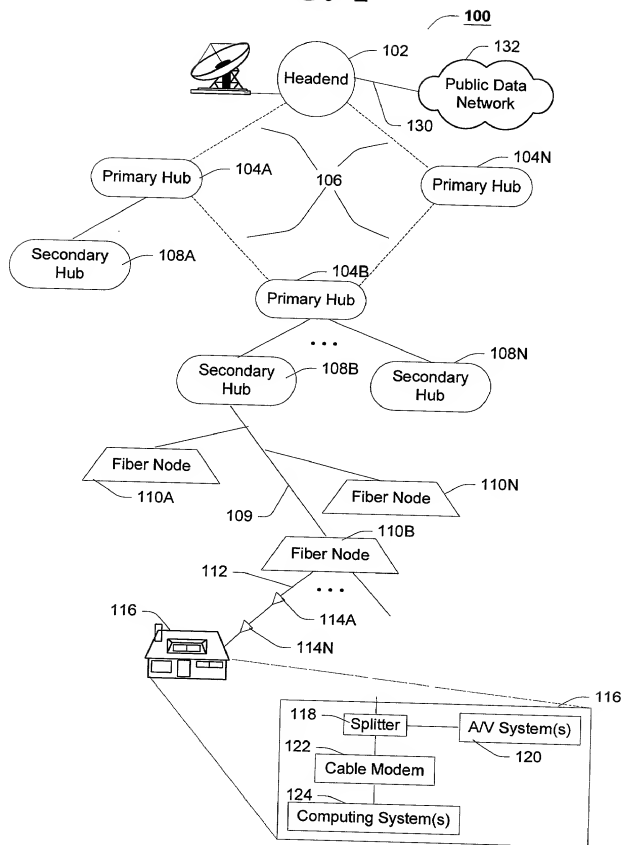 100
102
132
Headend
Public Data
Network
130
104A
104N
Primary Hub
106
Primary Hub
Secondary
Hub
108A
104B
Primary Hub
...
Secondary
Hub
108B
108N
Secondary
Hub
Fiber Node
110A
109
Fiber Node
110N
110B
Fiber Node
112
...
114A
116
114N
116
118
Splitter
A/V System(s)
120
122
Cable Modem
124
Computing System(s)